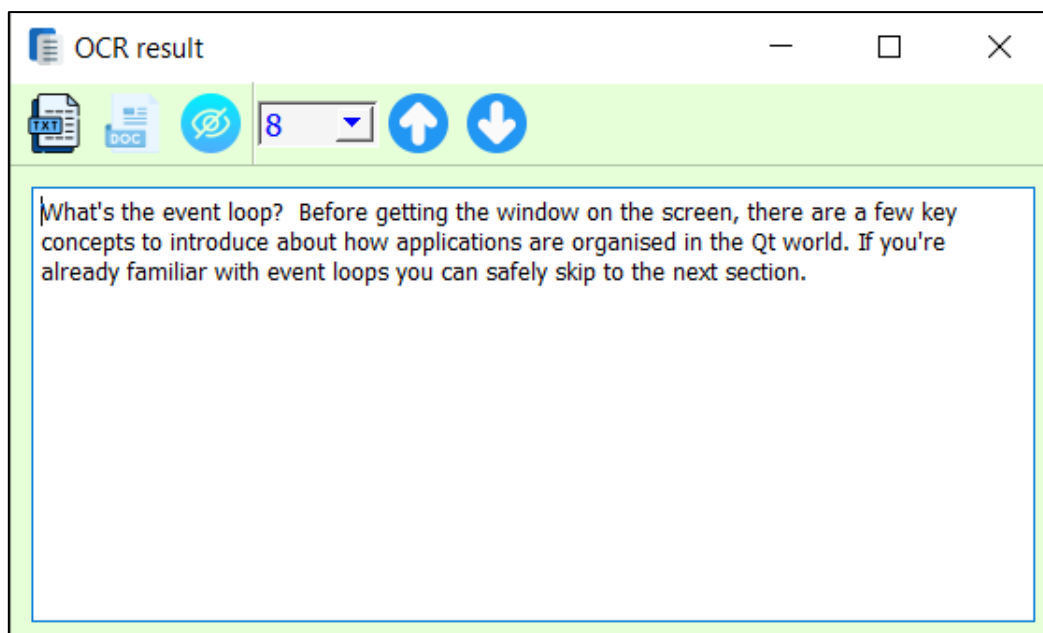 OCR result
TXT DOC 8
What's the event loop?  Before getting the window on the screen, there are a few key
concepts to introduce about how applications are organised in the Qt world. If you're
already familiar with event loops you can safely skip to the next section.